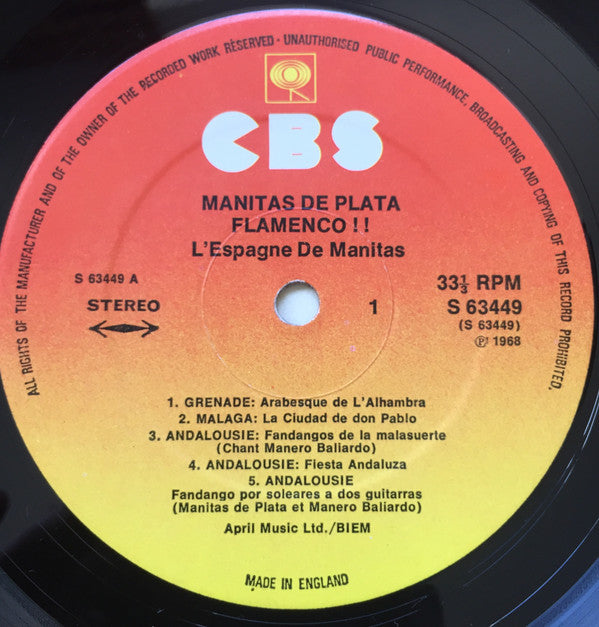 ALL RIGHTS OF THE MANUFACTURER AND OF THE OWNER OF THE RECORDED WORK RESERVED · UNAUTHORISED PUBLIC PERFORMANCE, BROADCASTING AND COPYING OF THIS RECORD PROHIBITED.
CBS
MANITAS DE PLATA
FLAMENCO ! !
L'Espagne De Manitas
S 63449 A
STEREO
1
33⅓ RPM
S 63449
(S 63449)
℗ 1968
1. GRENADE: Arabesque de L'Alhambra
2. MALAGA: La Ciudad de don Pablo
3. ANDALOUSIE: Fandangos de la malasuerte
(Chant Manero Baliardo)
4. ANDALOUSIE: Fiesta Andaluza
5. ANDALOUSIE
Fandango por soleares a dos guitarras
(Manitas de Plata et Manero Baliardo)
April Music Ltd./BIEM
MADE IN ENGLAND